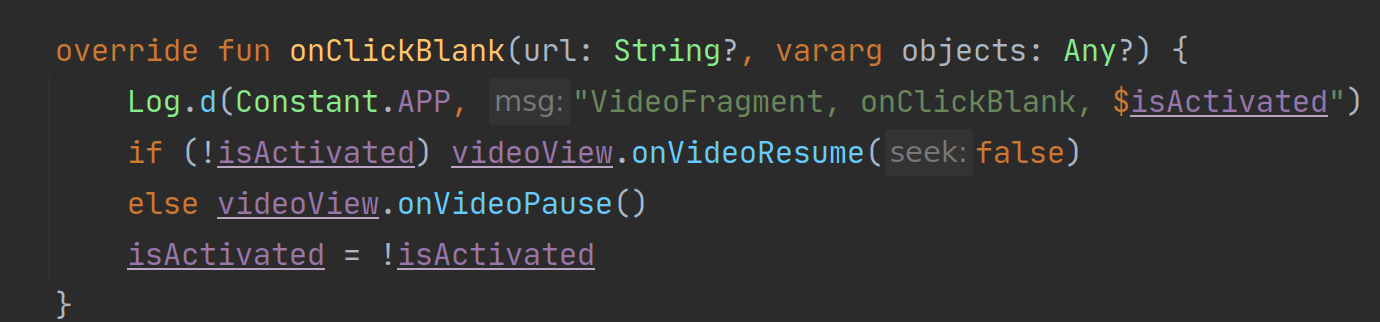 override fun onClickBlank(url: String?, vararg objects: Any?) {
Log.d(Constant.APP, msg: "VideoFragment, onClickBlank, $isActivated")
if (!isActivated) videoView.onVideoResume( seek: false)
else videoView.onVideoPause()
isActivated = !isActivated
}